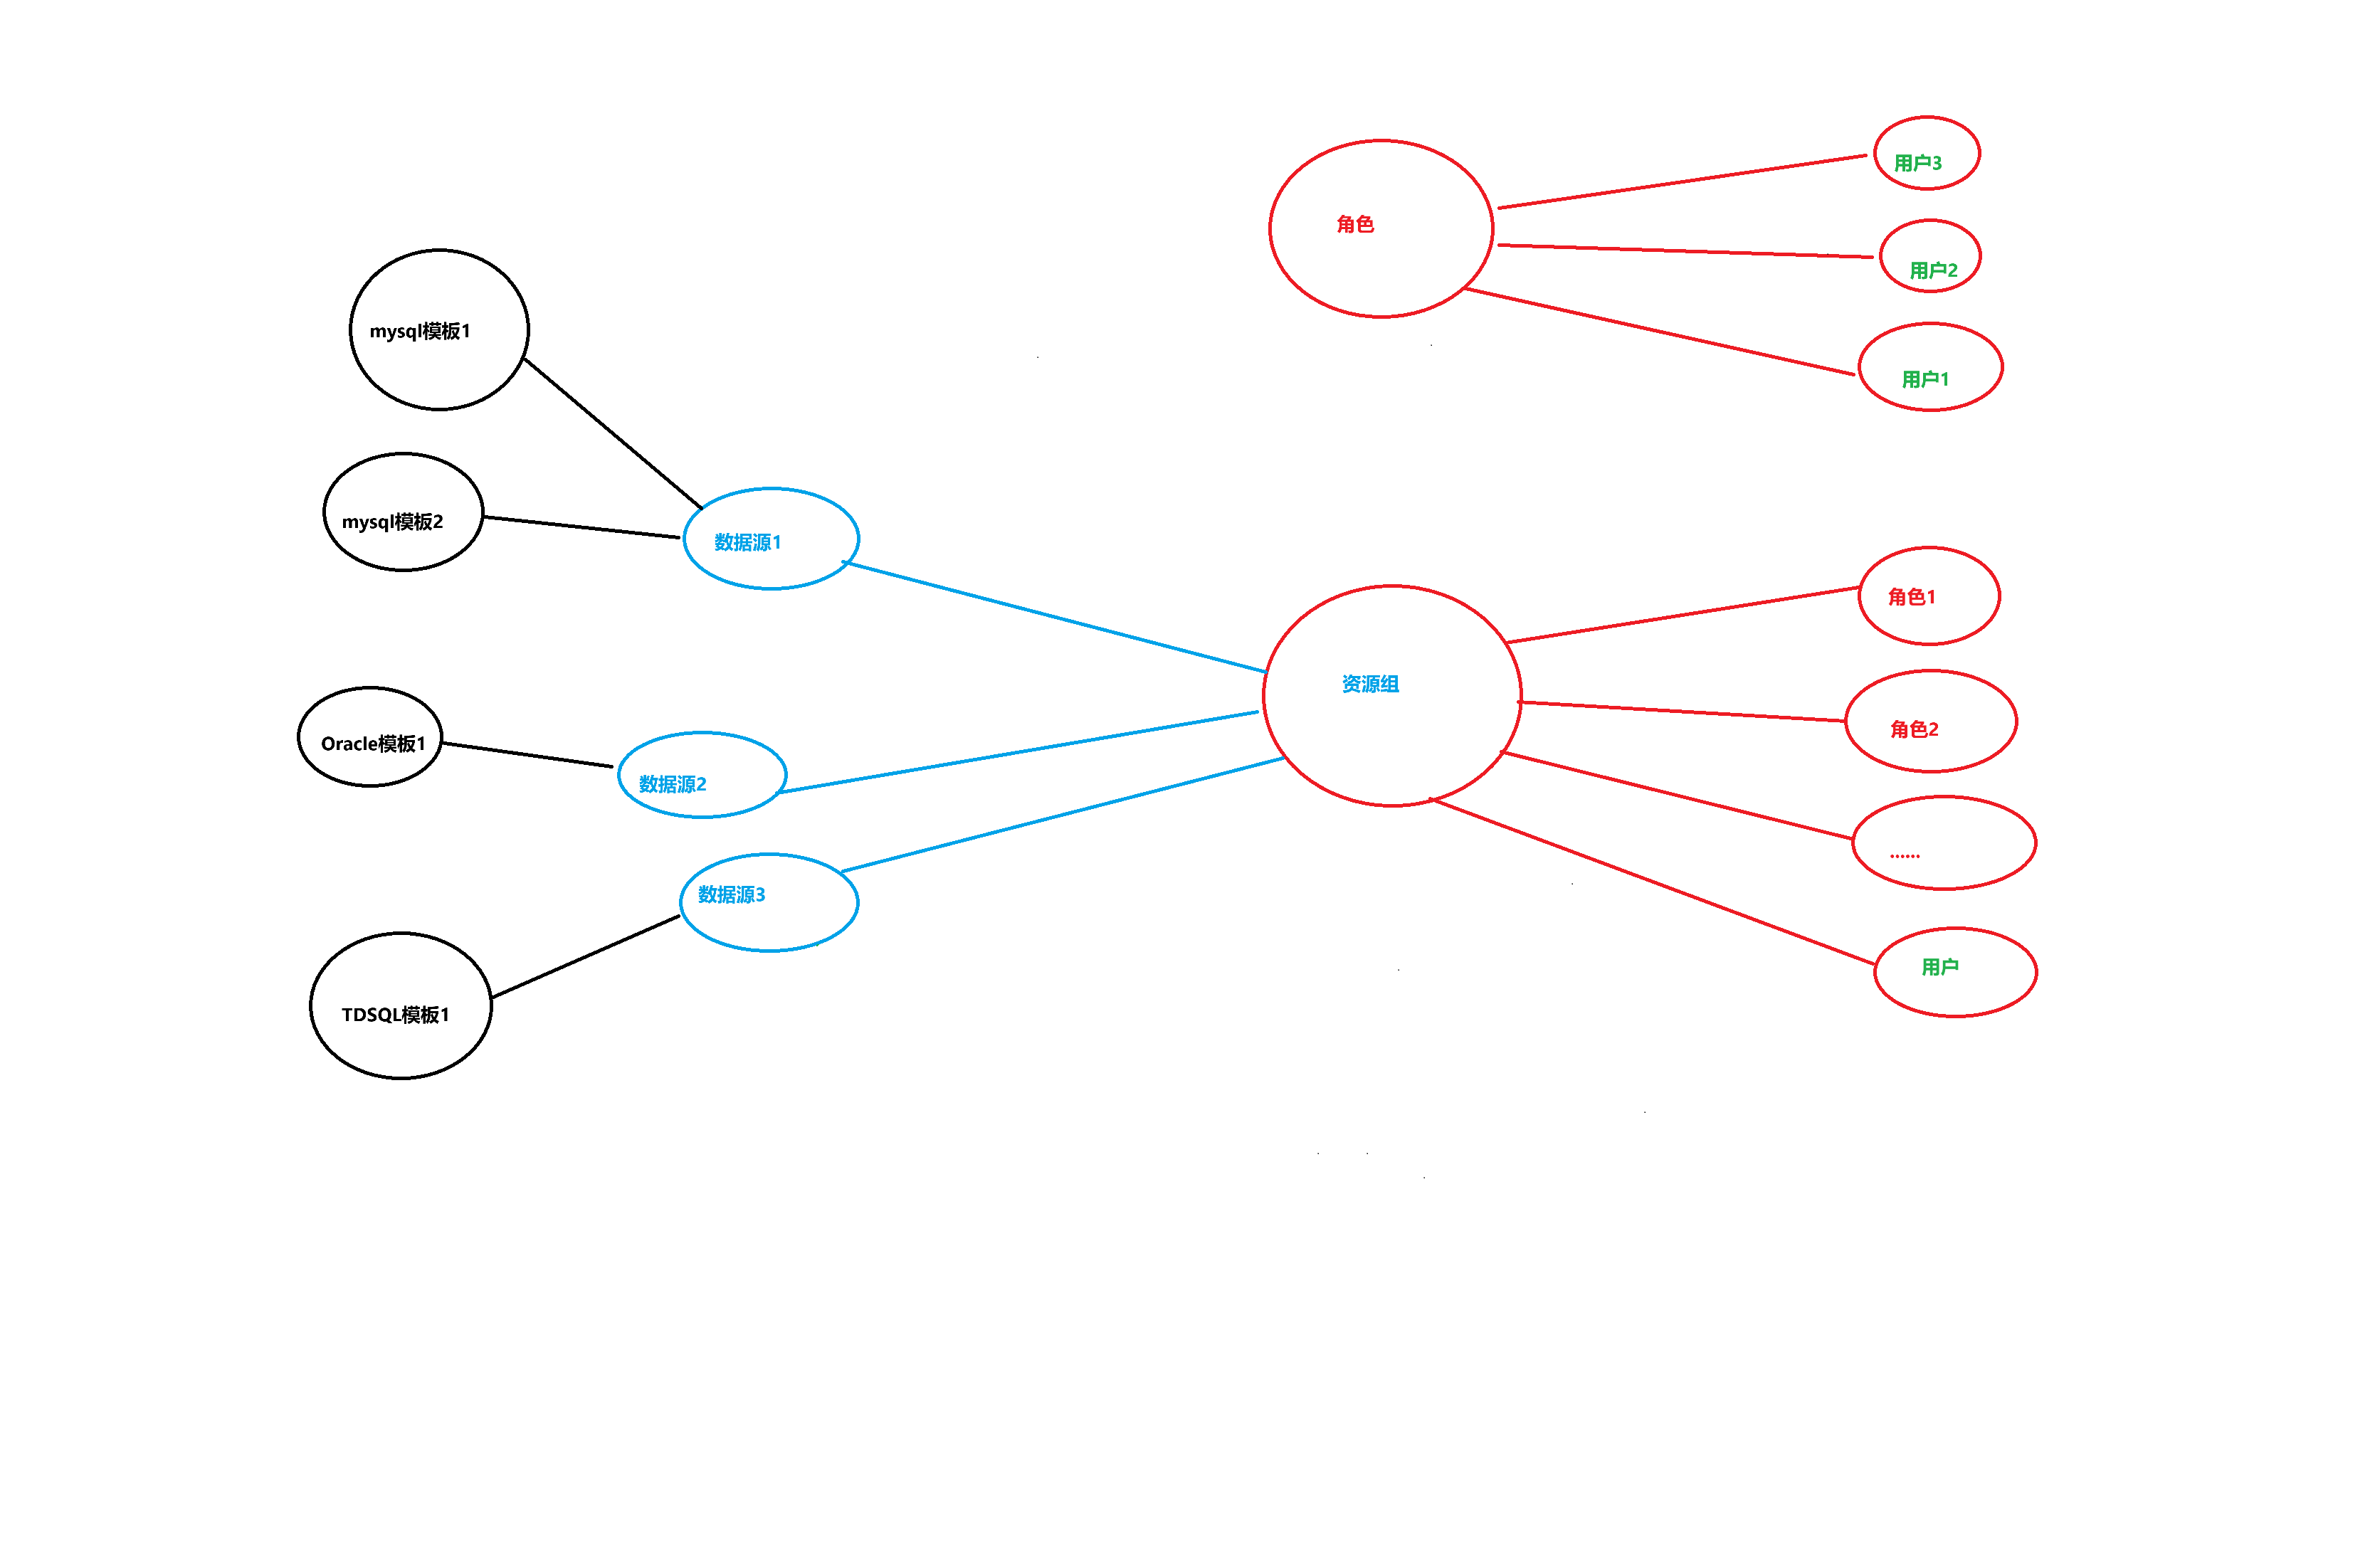 用户3
角色
用户2
mysql模板1
用户1
mysql模板2
数据源1
角色1
资源组
角色2
Oracle模板1
数据源2
......
数据源3
用户
TDSQL模板1